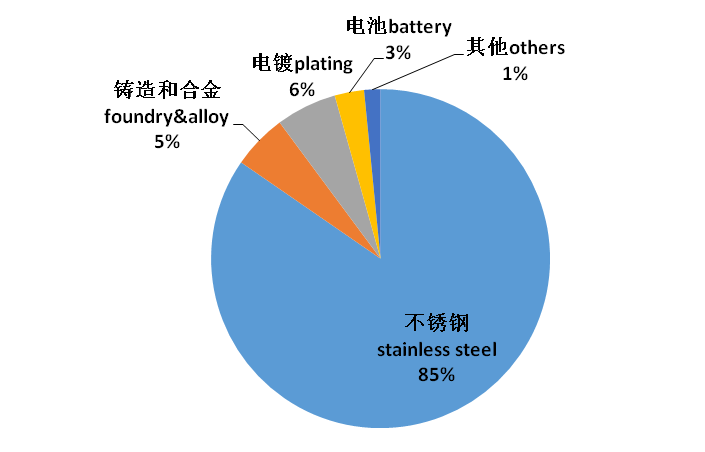 电池battery
3%
其他others
1%
电镀plating
6%
铸造和合金
foundry&alloy
5%
不锈钢
stainless steel
85%